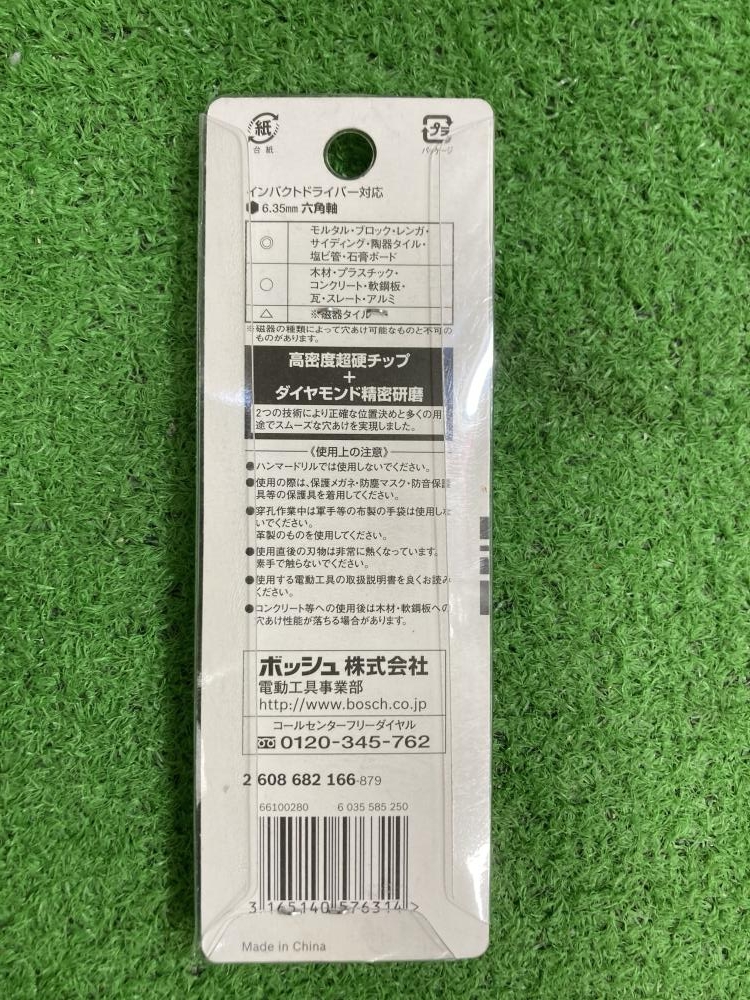 紙
台紙
プラ
パッケージ
インパクトドライバー対応
6.35mm 六角軸
◎ モルタル・ブロック・レンガ・
サイディング・陶器タイル・
塩ビ管・石膏ボード
○ 木材・プラスチック・
コンクリート・軟鋼板・
瓦・スレート・アルミ
△ ※磁器タイル
※磁器の種類によって穴あけ可能なものと不可の
ものがあります。
高密度超硬チップ
+
ダイヤモンド精密研磨
2つの技術により正確な位置決めと多くの用
途でスムーズな穴あけを実現しました。
《使用上の注意》
●ハンマードリルでは使用しないでください。
●使用の際は、保護メガネ・防塵マスク・防音保護
具等の保護具を着用してください。
●穿孔作業中は軍手等の布製の手袋は使用しな
いでください。
革製のものを使用してください。
●使用直後の刃物は非常に熱くなっています。
素手で触らないでください。
●使用する電動工具の取扱説明書を良くお読み
ください。
●コンクリート等への使用後は木材・軟鋼板への
穴あけ性能が落ちる場合があります。
ボッシュ株式会社
電動工具事業部
http://www.bosch.co.jp
コールセンターフリーダイヤル
0120-345-762
2 608 682 166-879
66100280 6 035 585 250
3 165140 576314 >
Made in China